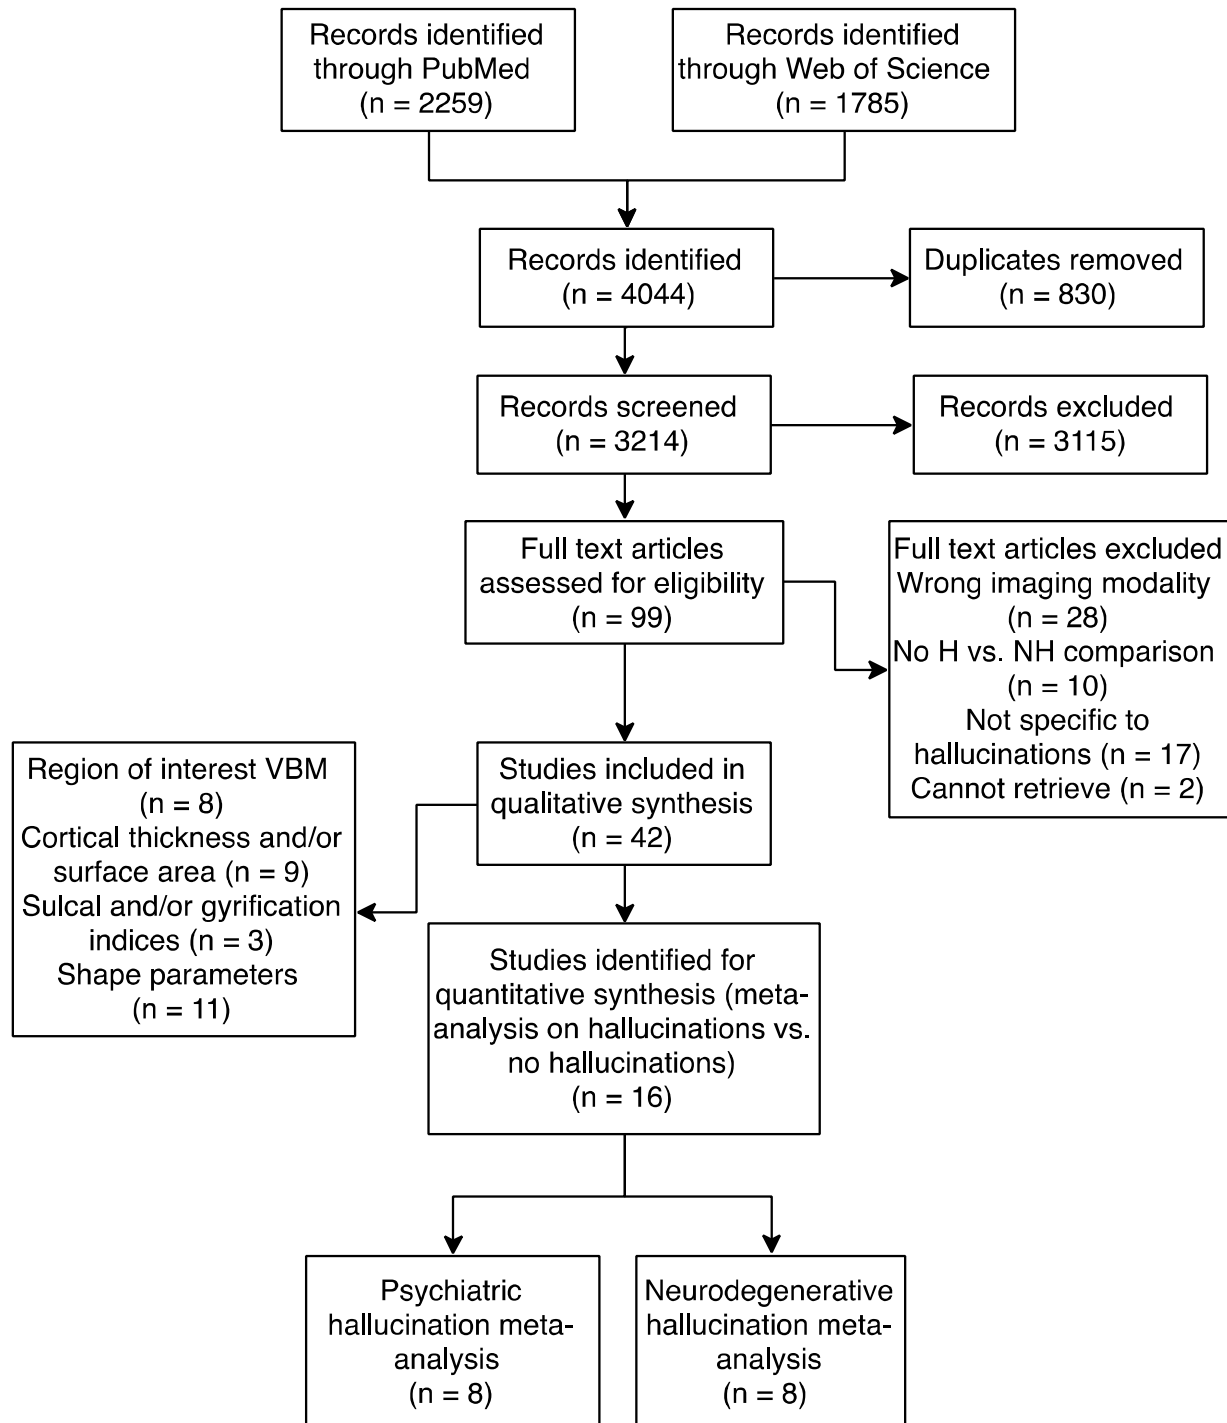 Records identified
through PubMed
(n = 2259)
Records identified
through Web of Science
(n = 1785)
Records identified
(n = 4044)
Duplicates removed
(n = 830)
Records screened
(n = 3214)
Records excluded
(n = 3115)
Full text articles
assessed for eligibility
(n = 99)
Full text articles excluded
Wrong imaging modality
(n = 28)
No H vs. NH comparison
(n = 10)
Not specific to
hallucinations (n = 17)
Cannot retrieve (n = 2)
Studies included in
qualitative synthesis
(n = 42)
Region of interest VBM
(n = 8)
Cortical thickness and/or
surface area (n = 9)
Sulcal and/or gyrification
indices (n = 3)
Shape parameters
(n = 11)
Studies identified for
quantitative synthesis (meta-
analysis on hallucinations vs.
no hallucinations)
(n = 16)
Psychiatric
hallucination meta-
analysis
(n = 8)
Neurodegenerative
hallucination meta-
analysis
(n = 8)